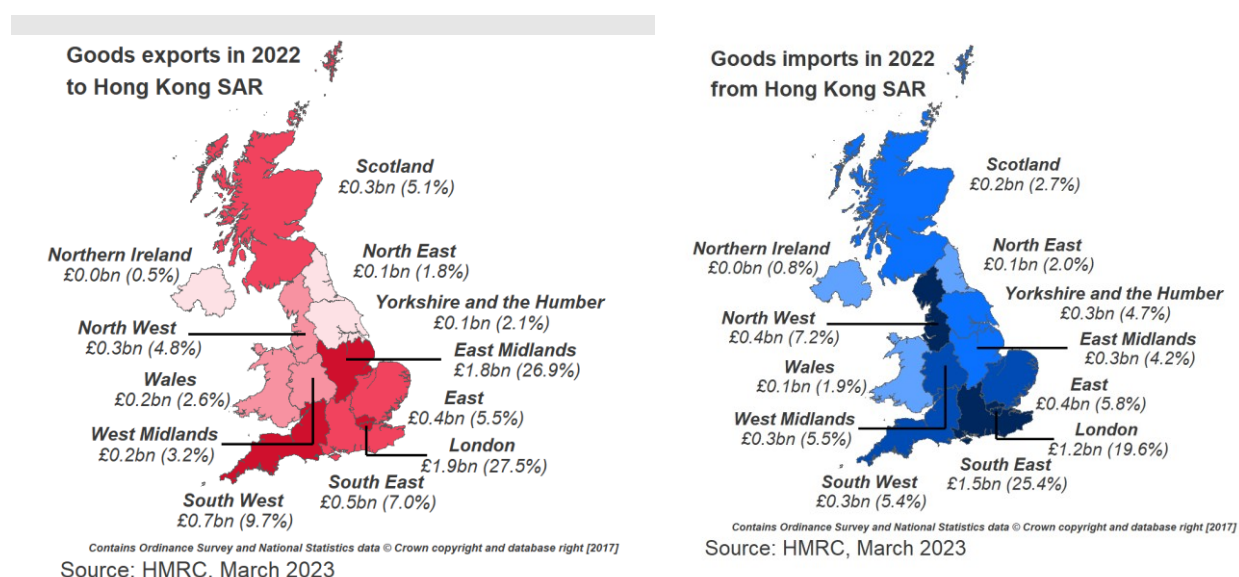 Goods exports in 2022
to Hong Kong SAR
Scotland
£0.3bn (5.1%)
Northern Ireland
£0.0bn (0.5%)
North East
£0.1bn (1.8%)
Yorkshire and the Humber
£0.1bn (2.1%)
North West
£0.3bn (4.8%)
East Midlands
£1.8bn (26.9%)
Wales
£0.2bn (2.6%)
East
£0.4bn (5.5%)
West Midlands
£0.2bn (3.2%)
London
£1.9bn (27.5%)
South East
£0.5bn (7.0%)
South West
£0.7bn (9.7%)
Contains Ordinance Survey and National Statistics data © Crown copyright and database right [2017]
Source: HMRC, March 2023
Goods imports in 2022
from Hong Kong SAR
Scotland
£0.2bn (2.7%)
Northern Ireland
£0.0bn (0.8%)
North East
£0.1bn (2.0%)
Yorkshire and the Humber
£0.3bn (4.7%)
North West
£0.4bn (7.2%)
East Midlands
£0.3bn (4.2%)
Wales
£0.1bn (1.9%)
East
£0.4bn (5.8%)
West Midlands
£0.3bn (5.5%)
London
£1.2bn (19.6%)
South East
£1.5bn (25.4%)
South West
£0.3bn (5.4%)
Contains Ordinance Survey and National Statistics data © Crown copyright and database right [2017]
Source: HMRC, March 2023